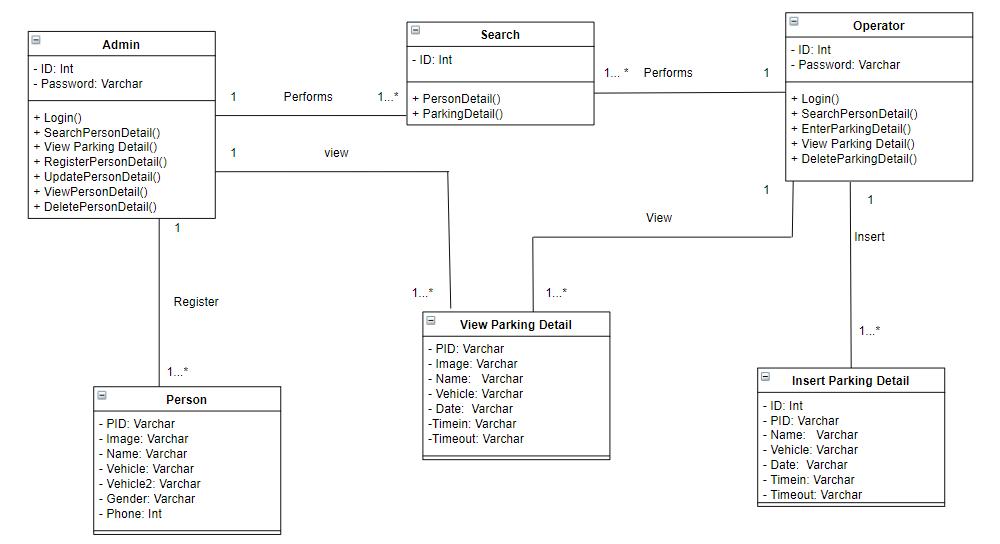 Admin
- ID: Int
- Password: Varchar
+ Login()
+ SearchPersonDetail()
+ View Parking Detail()
+ RegisterPersonDetail()
+ UpdatePersonDetail()
+ ViewPersonDetail()
+ DeletePersonDetail()
1 Performs 1...*
Search
- ID: Int
+ PersonDetail()
+ ParkingDetail()
1... * Performs 1
Operator
- ID: Int
- Password: Varchar
+ Login()
+ SearchPersonDetail()
+ EnterParkingDetail()
+ View Parking Detail()
+ DeleteParkingDetail()
1 view
1...*
1
View
1...*
1
Insert
1...*
1
Register
1...*
Person
- PID: Varchar
- Image: Varchar
- Name: Varchar
- Vehicle: Varchar
- Vehicle2: Varchar
- Gender: Varchar
- Phone: Int
View Parking Detail
- PID: Varchar
- Image: Varchar
- Name: Varchar
- Vehicle: Varchar
- Date: Varchar
-Timein: Varchar
-Timeout: Varchar
Insert Parking Detail
- ID: Int
- PID: Varchar
- Name: Varchar
- Vehicle: Varchar
- Date: Varchar
- Timein: Varchar
- Timeout: Varchar